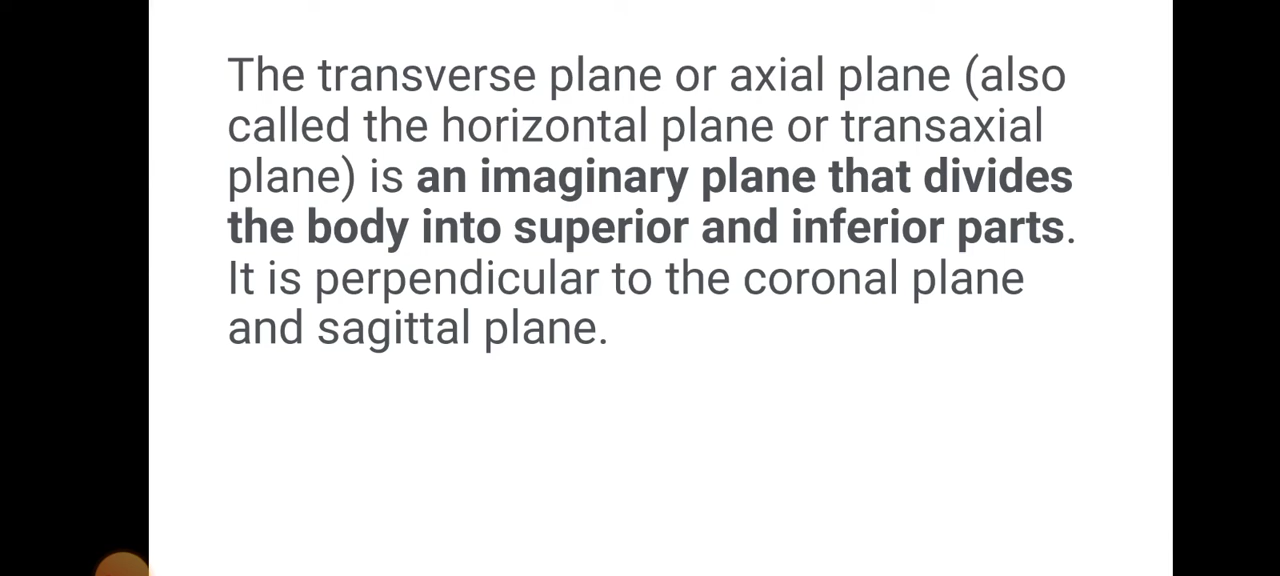 The transverse plane or axial plane (also
called the horizontal plane or transaxial
plane) is an imaginary plane that divides
the body into superior and inferior parts.
It is perpendicular to the coronal plane
and sagittal plane.